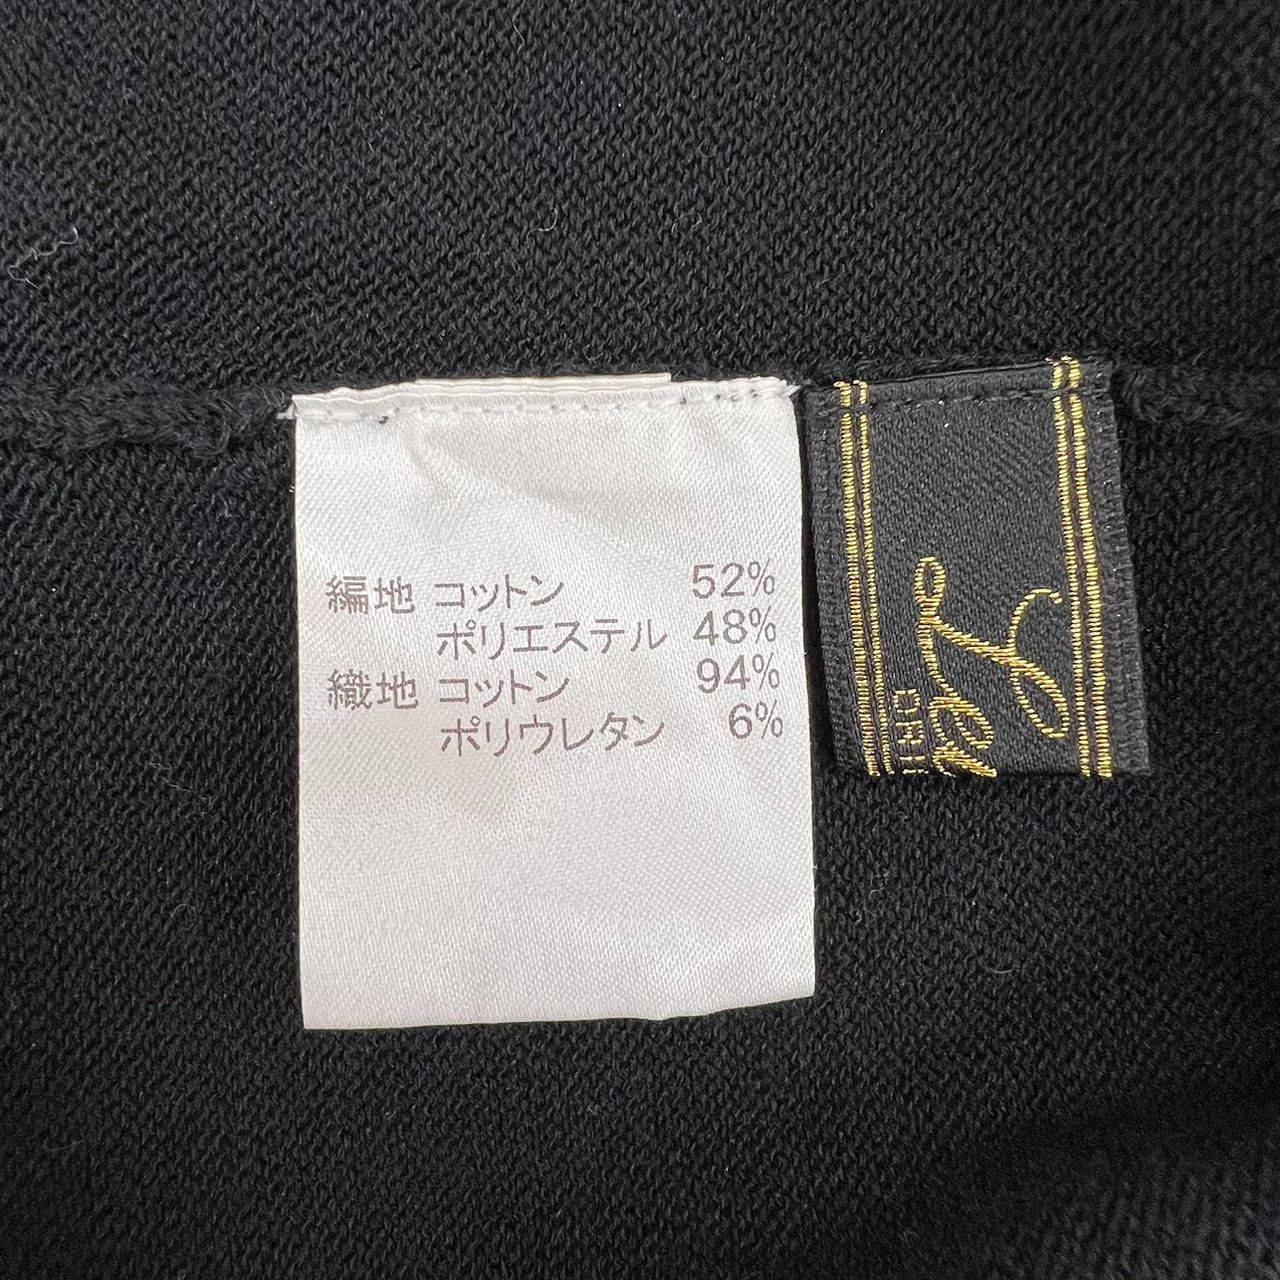 編地 コットン 52%
ポリエステル 48%
織地 コットン 94%
ポリウレタン 6%